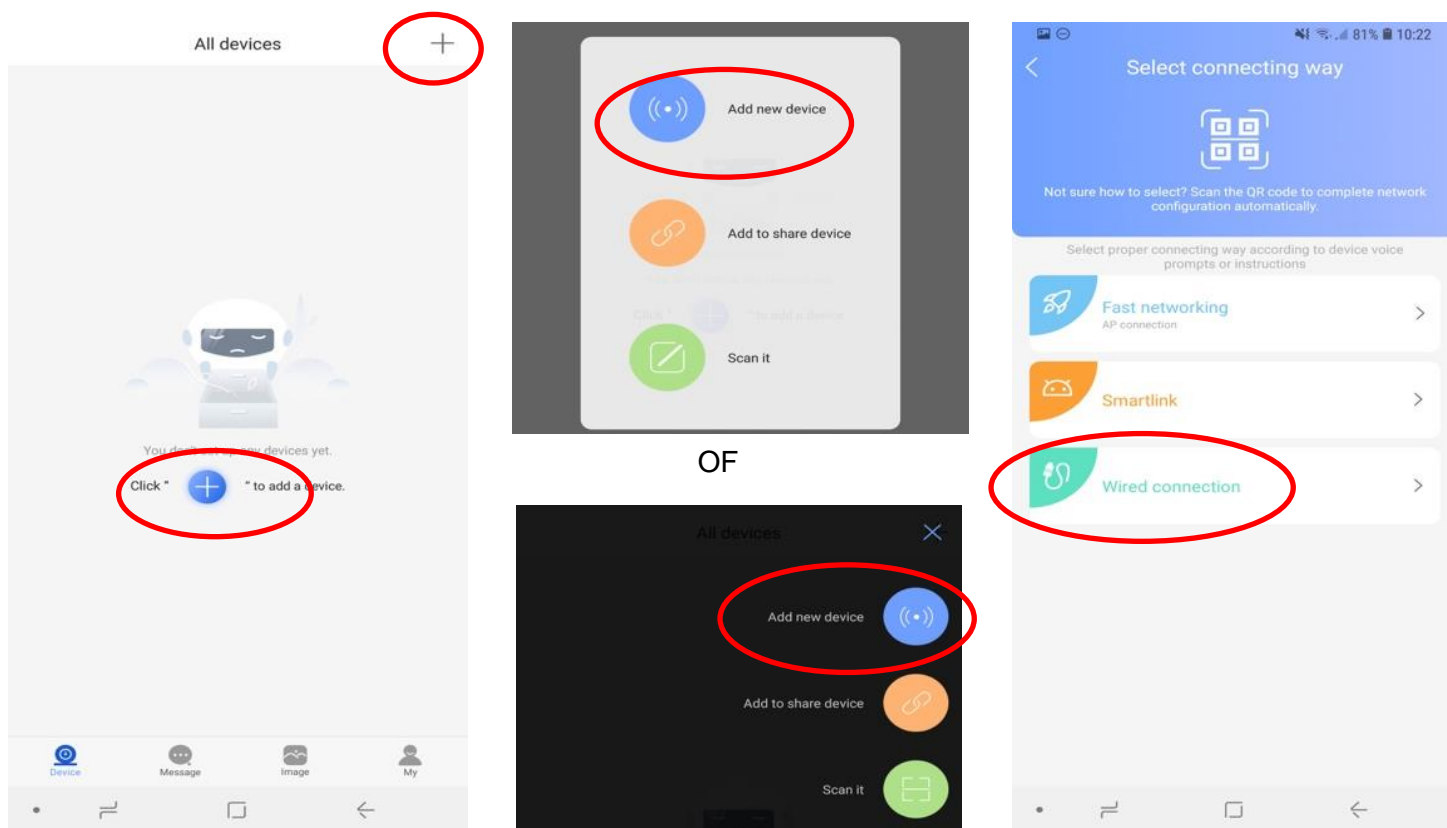 All devices
You don't set up any devices yet.
Click "
" to add a device.
Device
Message
Image
My
Add new device
Add to share device
Click "
" to add a device
Scan it
OF
All devices
Add new device
Add to share device
Scan it
81% 10:22
Select connecting way
Not sure how to select? Scan the QR code to complete network
configuration automatically.
Select proper connecting way according to device voice
prompts or instructions
Fast networking
AP connection
Smartlink
Wired connection